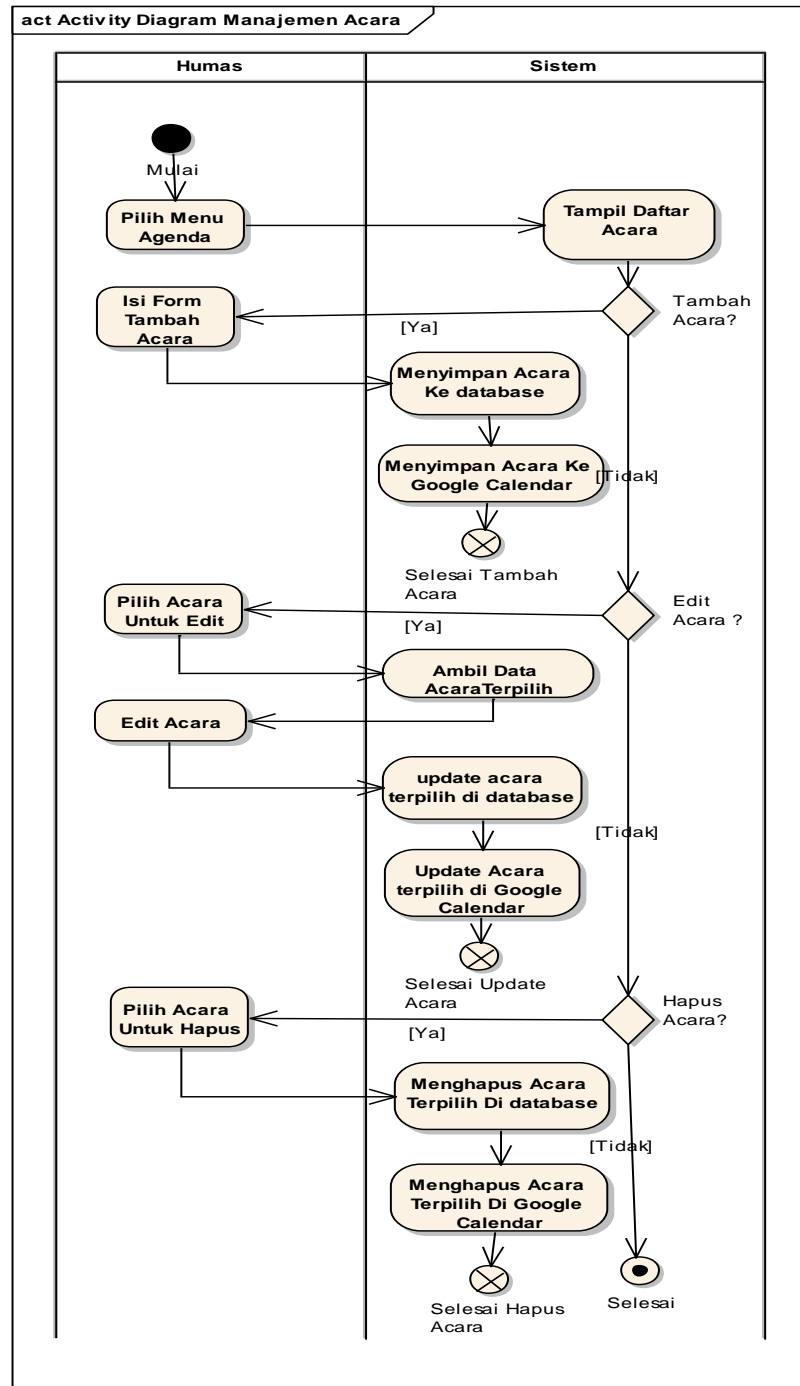 act Activity Diagram Manajemen Acara
Humas
Sistem
Mulai
Pilih Menu
Agenda
Tampil Daftar
Acara
Isi Form
Tambah
Acara
[Ya]
Tambah
Acara?
Menyimpan Acara
Ke database
Menyimpan Acara Ke
Google Calendar
[Tidak]
Selesai Tambah
Acara
Pilih Acara
Untuk Edit
[Ya]
Edit
Acara ?
Ambil Data
AcaraTerpilih
Edit Acara
update acara
terpilih di database
[Tidak]
Update Acara
terpilih di Google
Calendar
Selesai Update
Acara
Pilih Acara
Untuk Hapus
[Ya]
Hapus
Acara?
Menghapus Acara
Terpilih Di database
[Tidak]
Menghapus Acara
Terpilih Di Google
Calendar
Selesai Hapus
Acara
Selesai